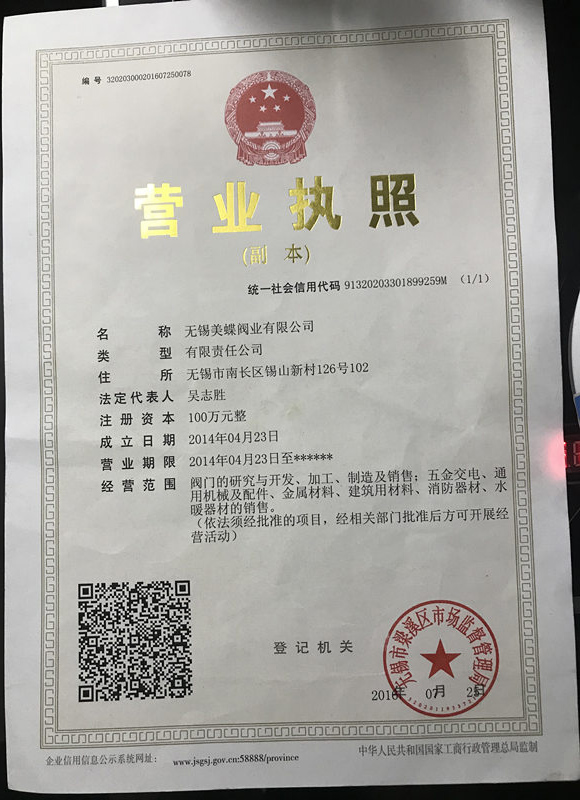 编 号 320203000201607250078
营业执照
(副 本)
统一社会信用代码 91320203301899259M (1/1)
名 称 无锡美蝶阀业有限公司
类 型 有限责任公司
住 所 无锡市南长区锡山新村126号102
法定代表人 吴志胜
注册资本 100万元整
成立日期 2014年04月23日
营业期限 2014年04月23日至******
经营范围 阀门的研究与开发、加工、制造及销售；五金交电、通
用机械及配件、金属材料、建筑用材料、消防器材、水
暖器材的销售。
（依法须经批准的项目，经相关部门批准后方可开展经
营活动）
登记机关
无锡市梁溪区市场监督管理局
2016年 07月 25日
企业信用信息公示系统网址： www.jsgsj.gov.cn:58888/province
中华人民共和国国家工商行政管理总局监制